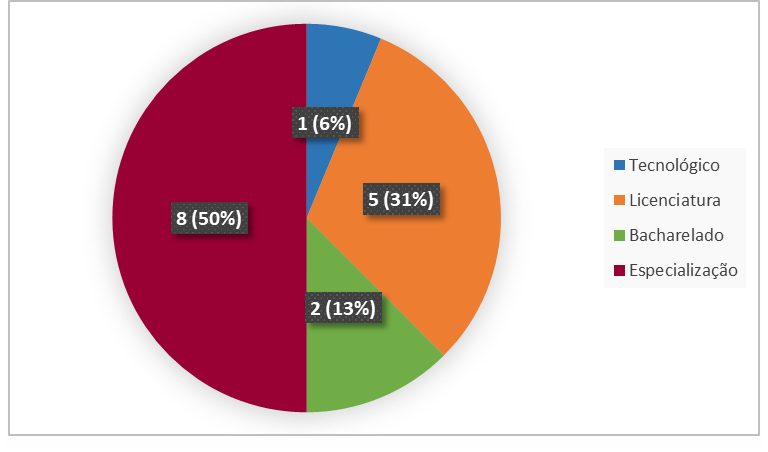 1 (6%)
5 (31%)
8 (50%)
2 (13%)
Tecnológico
Licenciatura
Bacharelado
Especialização